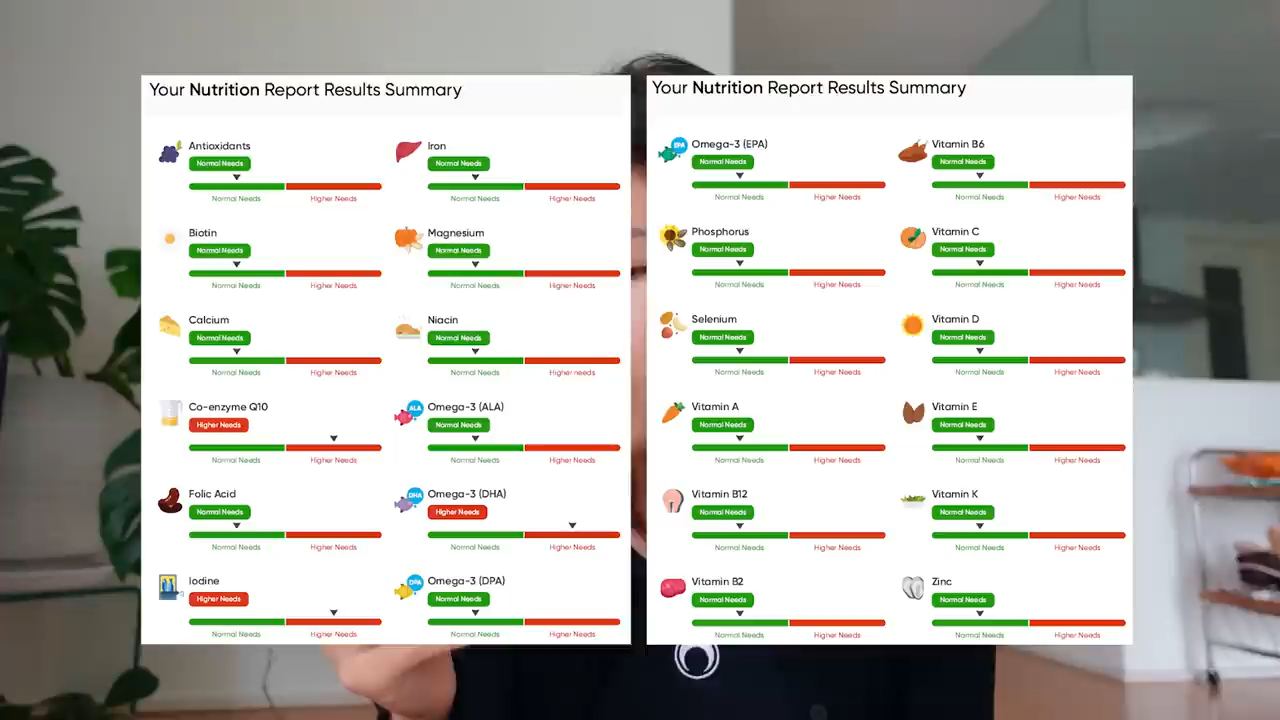 Your Nutrition Report Results Summary
Antioxidants
Normal Needs
Normal Needs Higher Needs
Biotin
Normal Needs
Normal Needs Higher Needs
Calcium
Normal Needs
Normal Needs Higher Needs
Co-enzyme Q10
Higher Needs
Normal Needs Higher Needs
Folic Acid
Normal Needs
Normal Needs Higher Needs
Iodine
Higher Needs
Normal Needs Higher Needs
Iron
Normal Needs
Normal Needs Higher Needs
Magnesium
Normal Needs
Normal Needs Higher Needs
Niacin
Normal Needs
Normal needs Higher needs
ALA
Omega-3 (ALA)
Normal Needs
Normal Needs Higher Needs
DHA
Omega-3 (DHA)
Higher Needs
Normal Needs Higher Needs
DPA
Omega-3 (DPA)
Normal Needs
Normal Needs Higher Needs
Your Nutrition Report Results Summary
EPA
Omega-3 (EPA)
Normal Needs
Normal Needs Higher Needs
Phosphorus
Normal Needs
Normal Needs Higher Needs
Selenium
Normal Needs
Normal Needs Higher Needs
Vitamin A
Normal Needs
Normal Needs Higher Needs
Vitamin B12
Normal Needs
Normal Needs Higher Needs
Vitamin B2
Normal Needs
Normal Needs Higher Needs
Vitamin B6
Normal Needs
Normal Needs Higher Needs
Vitamin C
Normal Needs
Normal Needs Higher Needs
Vitamin D
Normal Needs
Normal Needs Higher Needs
Vitamin E
Normal Needs
Normal Needs Higher Needs
Vitamin K
Normal Needs
Normal Needs Higher Needs
Zinc
Normal Needs
Normal Needs Higher Needs